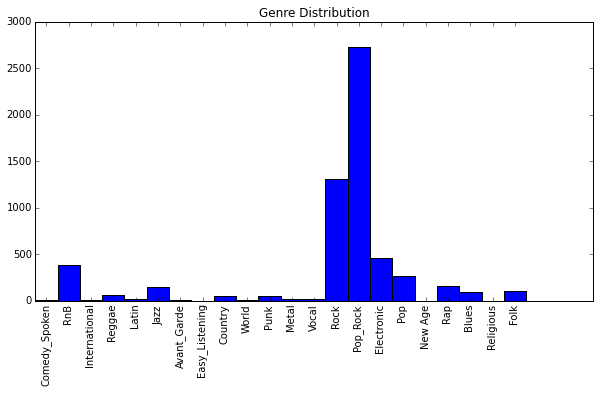 Genre Distribution
3000
2500
2000
1500
1000
500
0
Comedy_Spoken
RnB
International
Reggae
Latin
Jazz
Avant_Garde
Easy_Listening
Country
World
Punk
Metal
Vocal
Rock
Pop_Rock
Electronic
Pop
New Age
Rap
Blues
Religious
Folk